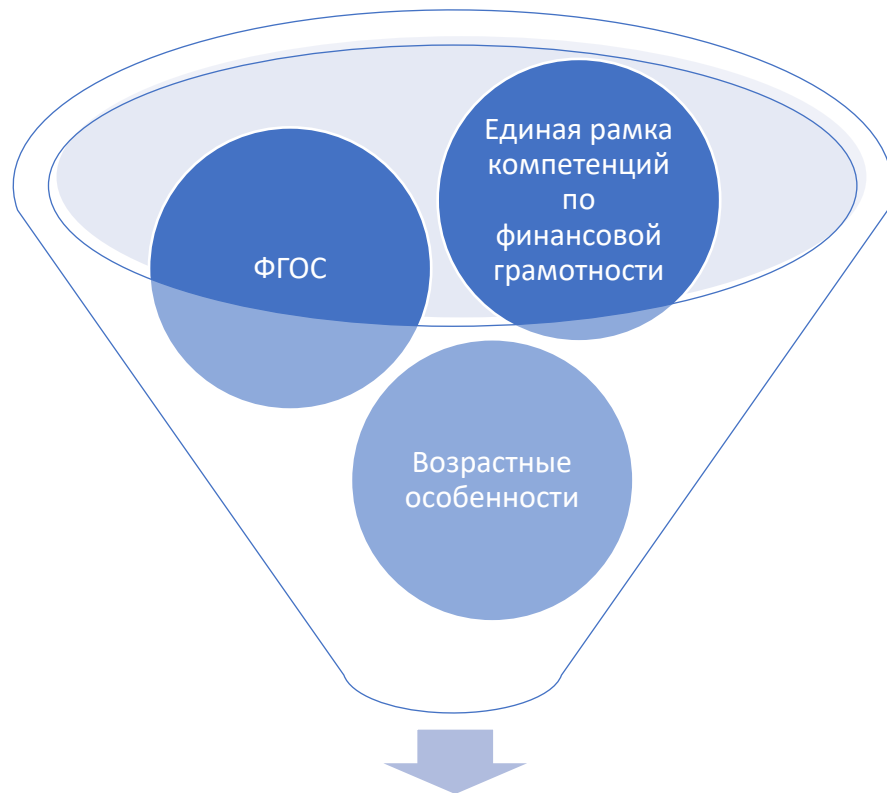 Единая рамка
компетенций
по
финансовой
грамотности
ФГОС
Возрастные
особенности